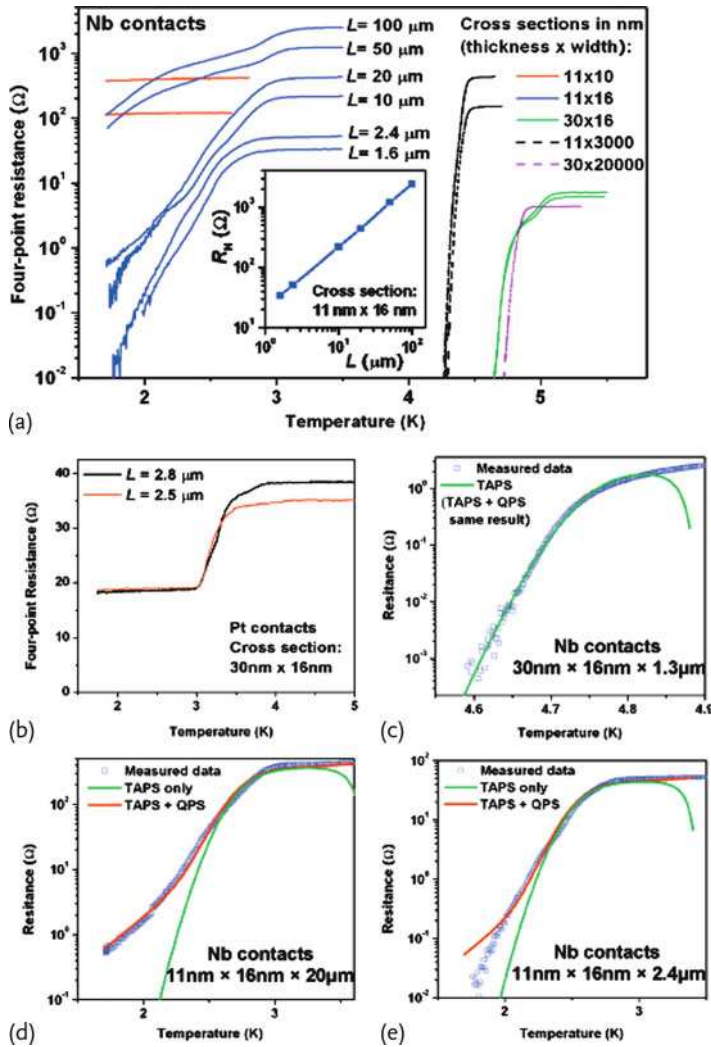 Nb contacts
L= 100 μm
L= 50 μm
L= 20 μm
L= 10 μm
L= 2.4 μm
L= 1.6 μm
Cross sections in nm
(thickness x width):
11x10
11x16
30x16
11x3000
30x20000
Four-point resistance (Ω)
10³
10²
10¹
10⁰
10⁻¹
10⁻²
R_N (Ω)
10³
10²
10¹
Cross section:
11 nm x 16 nm
10⁰ 10¹ 10²
L (μm)
2 3 4 5
Temperature (K)
(a)
L = 2.8 μm
L = 2.5 μm
Four-point Resistance (Ω)
40
30
20
10
0
Pt contacts
Cross section:
30nm x 16nm
2 3 4 5
Temperature (K)
(b)
Measured data
TAPS
(TAPS + QPS
same result)
Resitance (Ω)
10⁰
10⁻¹
10⁻²
10⁻³
Nb contacts
30nm × 16nm × 1.3μm
4.6 4.7 4.8 4.9
Temperature (K)
(c)
Measured data
TAPS only
TAPS + QPS
Resitance (Ω)
10²
10¹
10⁰
10⁻¹
Nb contacts
11nm × 16nm × 20μm
2 3
Temperature (K)
(d)
Measured data
TAPS only
TAPS + QPS
Resitance (Ω)
10²
10¹
10⁰
10⁻¹
10⁻²
Nb contacts
11nm × 16nm × 2.4μm
2 3
Temperature (K)
(e)